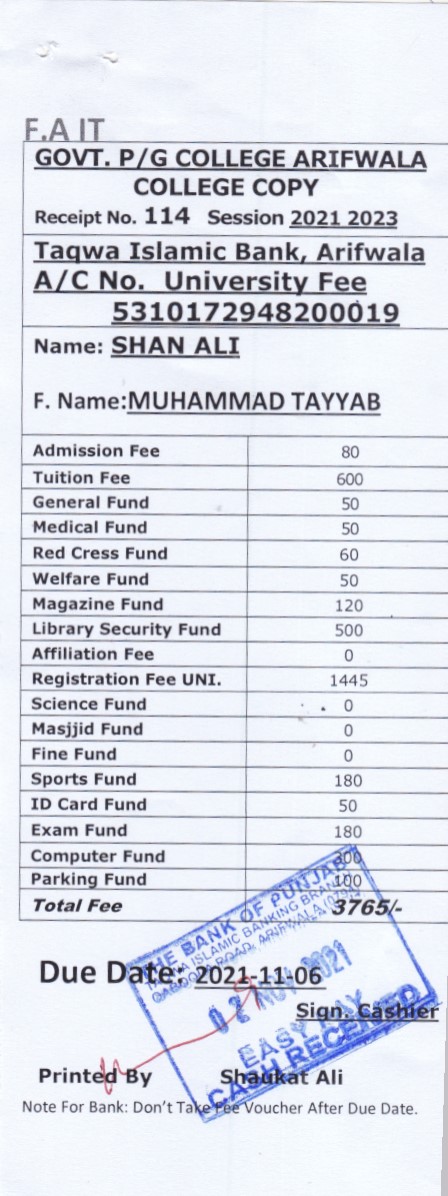 F.A IT
GOVT. P/G COLLEGE ARIFWALA
COLLEGE COPY
Receipt No. 114 Session 2021 2023
Taqwa Islamic Bank, Arifwala
A/C No. University Fee
5310172948200019
Name: SHAN ALI
F. Name:MUHAMMAD TAYYAB
Admission Fee 80
Tuition Fee 600
General Fund 50
Medical Fund 50
Red Cress Fund 60
Welfare Fund 50
Magazine Fund 120
Library Security Fund 500
Affiliation Fee 0
Registration Fee UNI. 1445
Science Fund 0
Masjjid Fund 0
Fine Fund 0
Sports Fund 180
ID Card Fund 50
Exam Fund 180
Computer Fund 300
Parking Fund 100
Total Fee 3765/-
THE BANK OF PUNJAB
TAQWA ISLAMIC BANKING BRANCH
ROAD, ARIFWALA
Due Date: 2021-11-06
02 NOV 2021
Sign. Cashier
EASY PAY
CASH RECEIVED
Printed By Shaukat Ali
Note For Bank: Don't Take Fee Voucher After Due Date.